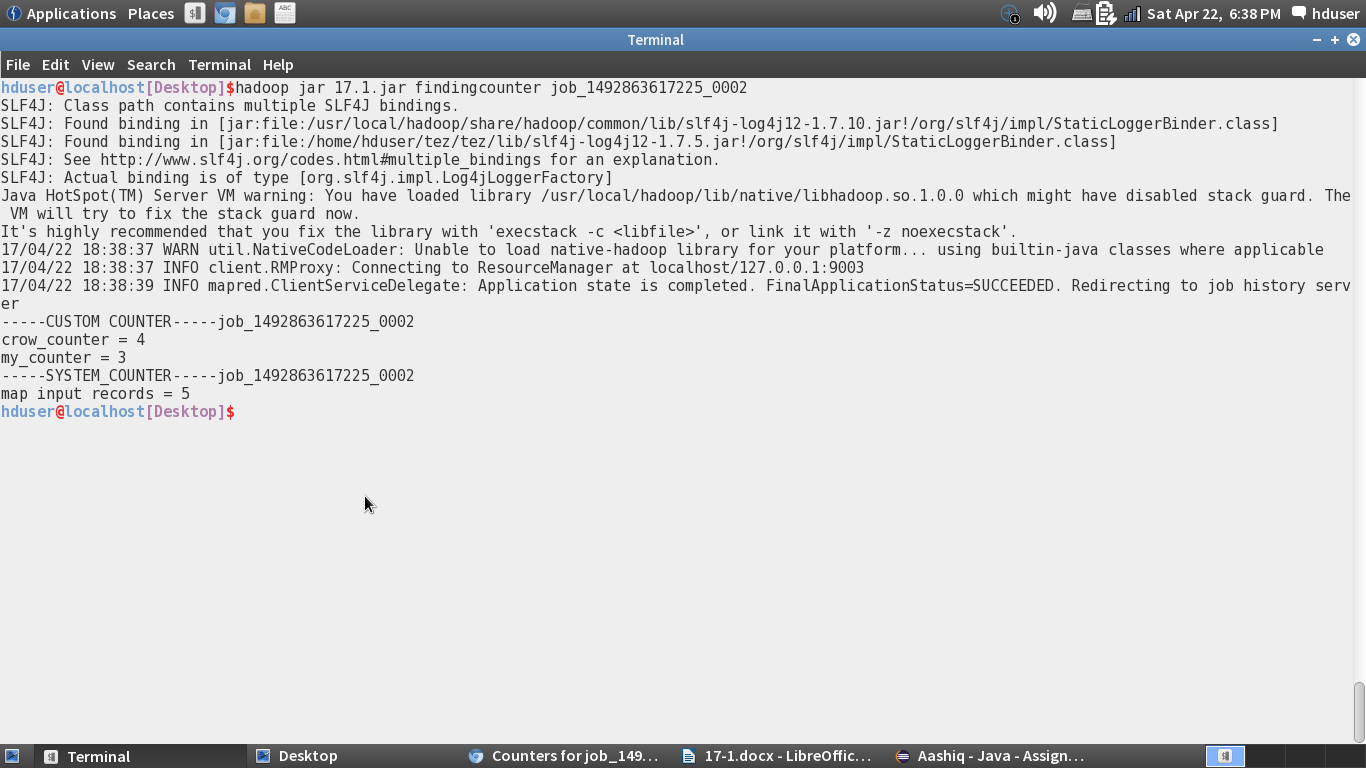 Applications Places Sat Apr 22, 6:38 PM hduser
Terminal
File Edit View Search Terminal Help
hduser@localhost[Desktop]$hadoop jar 17.1.jar findingcounter job_1492863617225_0002
SLF4J: Class path contains multiple SLF4J bindings.
SLF4J: Found binding in [jar:file:/usr/local/hadoop/share/hadoop/common/lib/slf4j-log4j12-1.7.10.jar!/org/slf4j/impl/StaticLoggerBinder.class]
SLF4J: Found binding in [jar:file:/home/hduser/tez/tez/lib/slf4j-log4j12-1.7.5.jar!/org/slf4j/impl/StaticLoggerBinder.class]
SLF4J: See http://www.slf4j.org/codes.html#multiple_bindings for an explanation.
SLF4J: Actual binding is of type [org.slf4j.impl.Log4jLoggerFactory]
Java HotSpot(TM) Server VM warning: You have loaded library /usr/local/hadoop/lib/native/libhadoop.so.1.0.0 which might have disabled stack guard. The
 VM will try to fix the stack guard now.
It's highly recommended that you fix the library with 'execstack -c <libfile>', or link it with '-z noexecstack'.
17/04/22 18:38:37 WARN util.NativeCodeLoader: Unable to load native-hadoop library for your platform... using builtin-java classes where applicable
17/04/22 18:38:37 INFO client.RMProxy: Connecting to ResourceManager at localhost/127.0.0.1:9003
17/04/22 18:38:39 INFO mapred.ClientServiceDelegate: Application state is completed. FinalApplicationStatus=SUCCEEDED. Redirecting to job history serv
er
-----CUSTOM COUNTER-----job_1492863617225_0002
crow_counter = 4
my_counter = 3
-----SYSTEM_COUNTER-----job_1492863617225_0002
map input records = 5
hduser@localhost[Desktop]$
Terminal Desktop Counters for job_149... 17-1.docx - LibreOffic... Aashiq - Java - Assign...